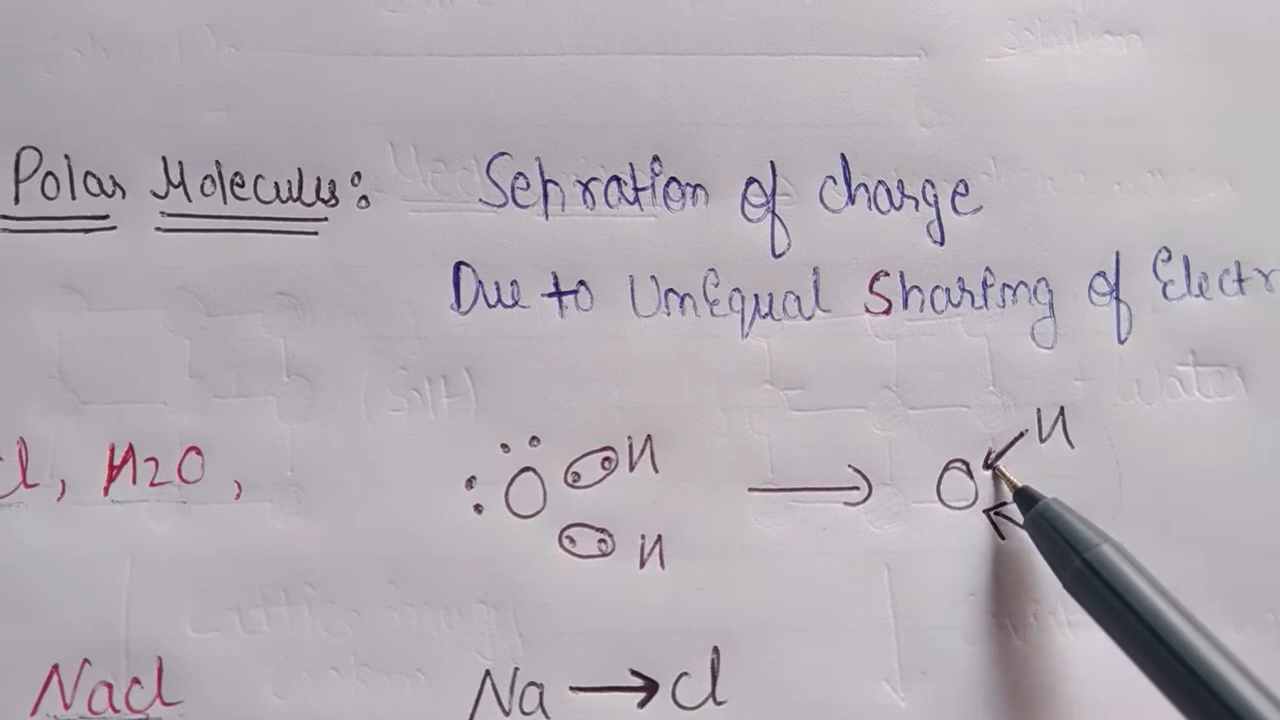 Polar Molecules: Sepration of charge
Due to UnEqual Sharing of Electr
l, H2O, O H → O H
H
Nacl Na → Cl